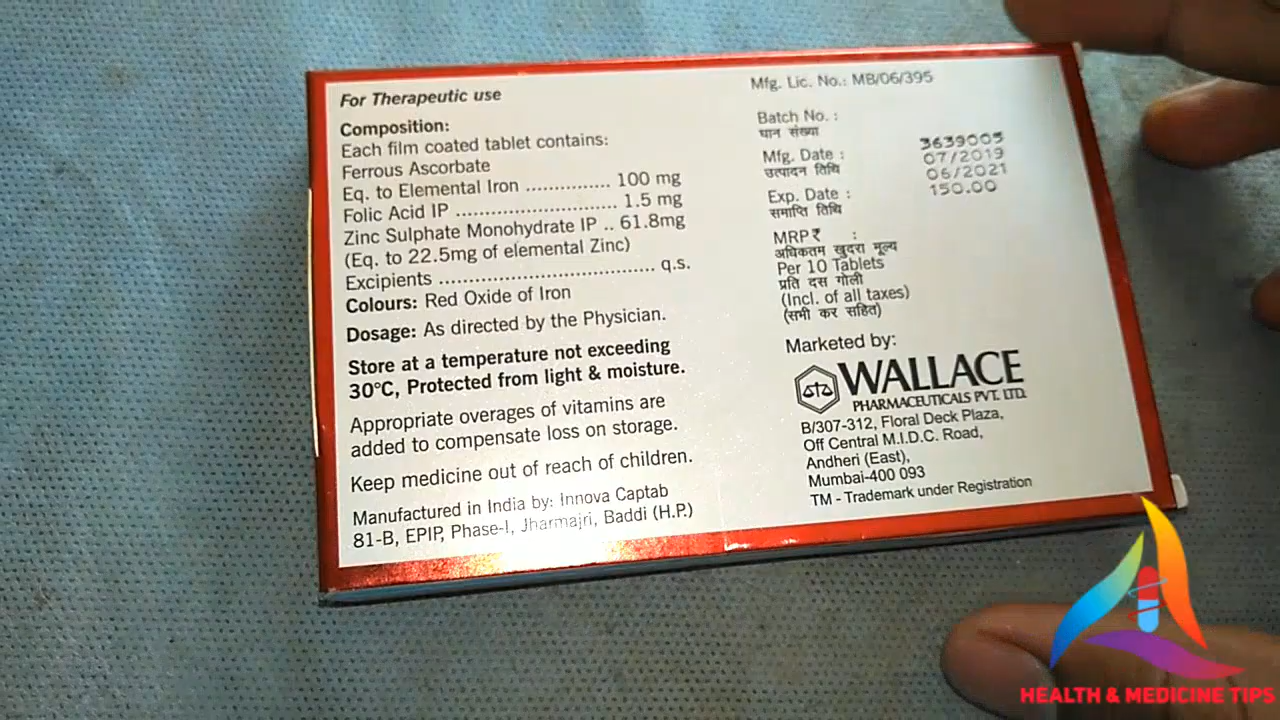 For Therapeutic use
Composition:
Each film coated tablet contains:
Ferrous Ascorbate
Eq. to Elemental Iron ............... 100 mg
Folic Acid IP ............................ 1.5 mg
Zinc Sulphate Monohydrate IP .. 61.8mg
(Eq. to 22.5mg of elemental Zinc)
Excipients .................................... q.s.
Colours: Red Oxide of Iron
Dosage: As directed by the Physician.
Store at a temperature not exceeding
30°C, Protected from light & moisture.
Appropriate overages of vitamins are
added to compensate loss on storage.
Keep medicine out of reach of children.
Manufactured in India by: Innova Captab
81-B, EPIP, Phase-I, Jharmajri, Baddi (H.P.)
Mfg. Lic. No.: MB/06/395
Batch No. :
घान संख्या
3639005
Mfg. Date :
07/2019
उत्पादन तिथि
06/2021
Exp. Date :
150.00
समाप्ति तिथि
MRP₹ :
अधिकतम खुदरा मूल्य
Per 10 Tablets
प्रति दस गोली
(Incl. of all taxes)
(सभी कर सहित)
Marketed by:
WALLACE
PHARMACEUTICALS PVT. LTD.
B/307-312, Floral Deck Plaza,
Off Central M.I.D.C. Road,
Andheri (East),
Mumbai-400 093
TM - Trademark under Registration
HEALTH & MEDICINE TIPS